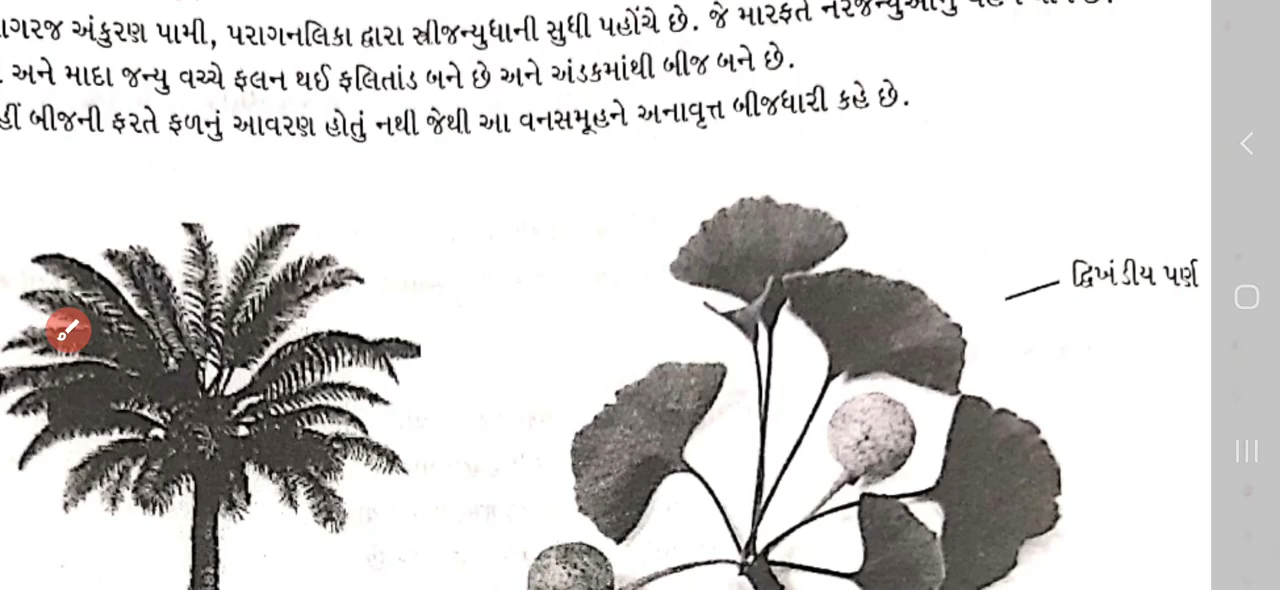 અંકુરણ પામી, પરાગનલિકા દ્વારા સ્ત્રીજન્યુધાની સુધી પહોંચે છે. જે મારફતે
અને માદા જન્યુ વચ્ચે ફલન થઈ ફલિતાંડ બને છે અને અંડકમાંથી બીજ બને છે.
બીજની ફરતે ફળનું આવરણ હોતું નથી જેથી આ વનસમૂહને અનાવૃત્ત બીજધારી કહે છે.
દ્વિખંડીય પર્ણ